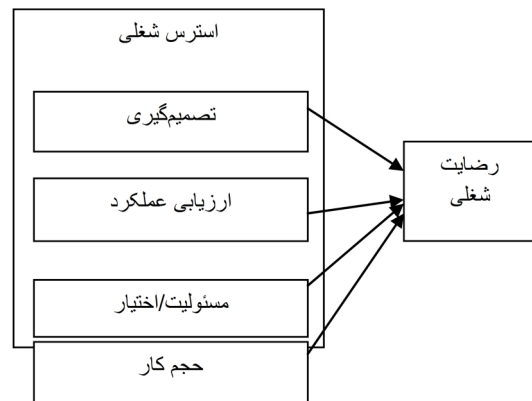 استرس شغلی
تصمیم‌گیری
ارزیابی عملکرد
رضایت
شغلی
مسئولیت/اختیار
حجم کار